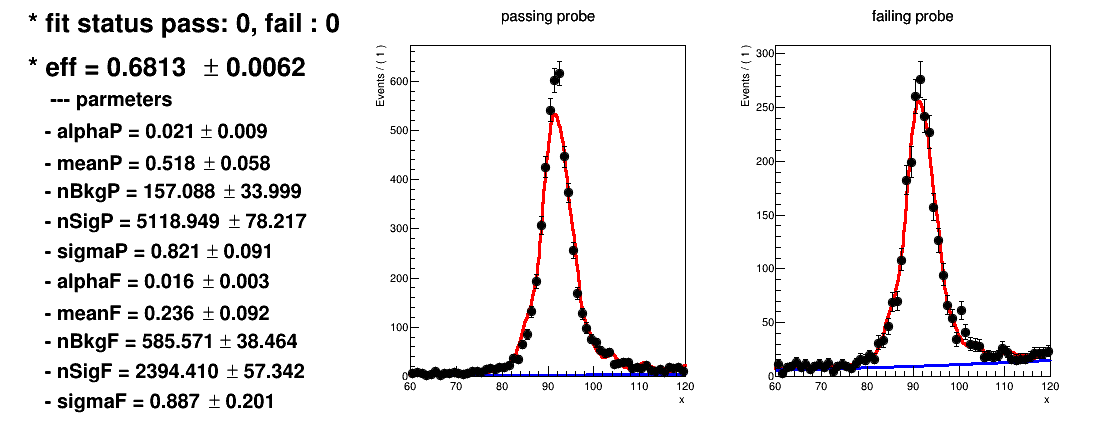 * fit status pass: 0, fail : 0
* eff = 0.6813 ± 0.0062
--- parmeters
- alphaP = 0.021 ± 0.009
- meanP = 0.518 ± 0.058
- nBkgP = 157.088 ± 33.999
- nSigP = 5118.949 ± 78.217
- sigmaP = 0.821 ± 0.091
- alphaF = 0.016 ± 0.003
- meanF = 0.236 ± 0.092
- nBkgF = 585.571 ± 38.464
- nSigF = 2394.410 ± 57.342
- sigmaF = 0.887 ± 0.201
passing probe
Events / ( 1 )
600
500
400
300
200
100
0
60 70 80 90 100 110 120
x
failing probe
Events / ( 1 )
300
250
200
150
100
50
0
60 70 80 90 100 110 120
x